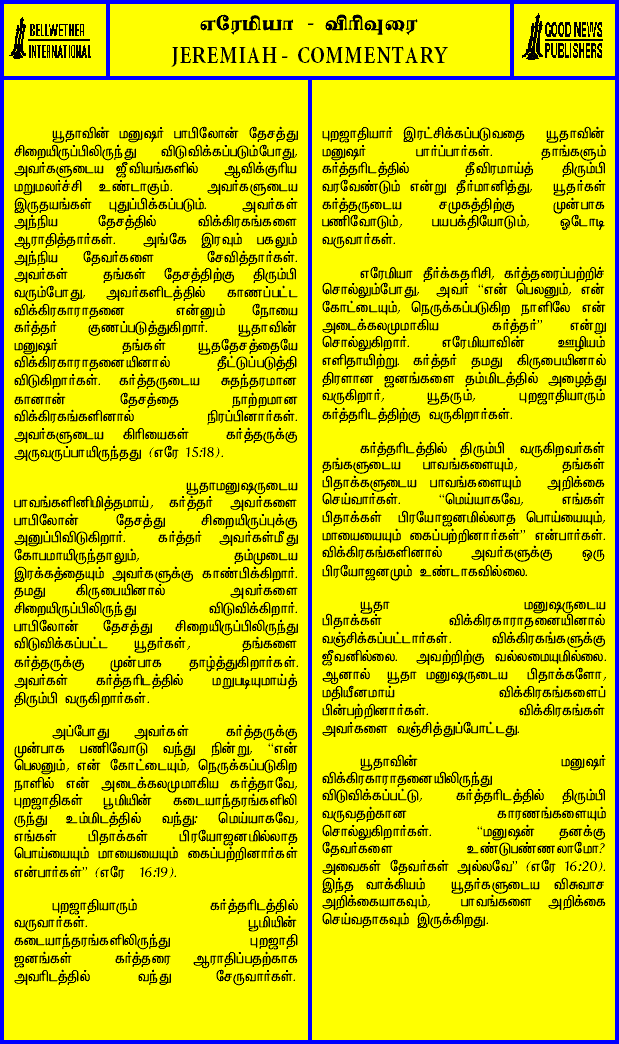 BELLWETHER
INTERNATIONAL
எரேமியா - விரிவுரை
JEREMIAH - COMMENTARY
GOOD NEWS
PUBLISHERS
யூதாவின் மனுஷர் பாபிலோன் தேசத்து
சிறையிருப்பிலிருந்து விடுவிக்கப்படும்போது,
அவர்களுடைய ஜீவியங்களில் ஆவிக்குரிய
மறுமலர்ச்சி உண்டாகும். அவர்களுடைய
இருதயங்கள் புதுப்பிக்கப்படும். அவர்கள்
அந்நிய தேசத்தில் விக்கிரகங்களை
ஆராதித்தார்கள். அங்கே இரவும் பகலும்
அந்நிய தேவர்களை சேவித்தார்கள்.
அவர்கள் தங்கள் தேசத்திற்கு திரும்பி
வரும்போது, அவர்களிடத்தில் காணப்பட்ட
விக்கிரகாராதனை என்னும் நோயை
கர்த்தர் குணப்படுத்துகிறார். யூதாவின்
மனுஷர் தங்கள் யூததேசத்தையே
விக்கிரகாராதனையினால் தீட்டுப்படுத்தி
விடுகிறார்கள். கர்த்தருடைய சுதந்தரமான
கானான் தேசத்தை நாற்றமான
விக்கிரகங்களினால் நிரப்பினார்கள்.
அவர்களுடைய கிரியைகள் கர்த்தருக்கு
அருவருப்பாயிருந்தது (எரே 15:18).
யூதாமனுஷருடைய
பாவங்களினிமித்தமாய், கர்த்தர் அவர்களை
பாபிலோன் தேசத்து சிறையிருப்புக்கு
அனுப்பிவிடுகிறார். கர்த்தர் அவர்கள்மீது
கோபமாயிருந்தாலும், தம்முடைய
இரக்கத்தையும் அவர்களுக்கு காண்பிக்கிறார்.
தமது கிருபையினால் அவர்களை
சிறையிருப்பிலிருந்து விடுவிக்கிறார்.
பாபிலோன் தேசத்து சிறையிருப்பிலிருந்து
விடுவிக்கப்பட்ட யூதர்கள், தங்களை
கர்த்தருக்கு முன்பாக தாழ்த்துகிறார்கள்.
அவர்கள் கர்த்தரிடத்தில் மறுபடியுமாய்த்
திரும்பி வருகிறார்கள்.
அப்போது அவர்கள் கர்த்தருக்கு
முன்பாக பணிவோடு வந்து நின்று, "என்
பெலனும், என் கோட்டையும், நெருக்கப்படுகிற
நாளில் என் அடைக்கலமுமாகிய கர்த்தாவே,
புறஜாதிகள் பூமியின் கடையாந்தரங்களிலி
ருந்து உம்மிடத்தில் வந்து: மெய்யாகவே,
எங்கள் பிதாக்கள் பிரயோஜனமில்லாத
பொய்யையும் மாயையையும் கைப்பற்றினார்கள்
என்பார்கள்" (எரே 16:19).
புறஜாதியாரும் கர்த்தரிடத்தில்
வருவார்கள். பூமியின்
கடையாந்தரங்களிலிருந்து புறஜாதி
ஜனங்கள் கர்த்தரை ஆராதிப்பதற்காக
அவரிடத்தில் வந்து சேருவார்கள்.
புறஜாதியார் இரட்சிக்கப்படுவதை யூதாவின்
மனுஷர் பார்ப்பார்கள். தாங்களும்
கர்த்தரிடத்தில் தீவிரமாய்த் திரும்பி
வரவேண்டும் என்று தீர்மானித்து, யூதர்கள்
கர்த்தருடைய சமுகத்திற்கு முன்பாக
பணிவோடும், பயபக்தியோடும், ஓடோடி
வருவார்கள்.
எரேமியா தீர்க்கதரிசி, கர்த்தரைப்பற்றிச்
சொல்லும்போது, அவர் "என் பெலனும், என்
கோட்டையும், நெருக்கப்படுகிற நாளிலே என்
அடைக்கலமுமாகிய கர்த்தர்" என்று
சொல்லுகிறார். எரேமியாவின் ஊழியம்
எளிதாயிற்று. கர்த்தர் தமது கிருபையினால்
திரளான ஜனங்களை தம்மிடத்தில் அழைத்து
வருகிறார், யூதரும், புறஜாதியாரும்
கர்த்தரிடத்திற்கு வருகிறார்கள்.
கர்த்தரிடத்தில் திரும்பி வருகிறவர்கள்
தங்களுடைய பாவங்களையும், தங்கள்
பிதாக்களுடைய பாவங்களையும் அறிக்கை
செய்வார்கள். "மெய்யாகவே, எங்கள்
பிதாக்கள் பிரயோஜனமில்லாத பொய்யையும்,
மாயையையும் கைப்பற்றினார்கள்" என்பார்கள்.
விக்கிரகங்களினால் அவர்களுக்கு ஒரு
பிரயோஜனமும் உண்டாகவில்லை.
யூதா மனுஷருடைய
பிதாக்கள் விக்கிரகாராதனையினால்
வஞ்சிக்கப்பட்டார்கள். விக்கிரகங்களுக்கு
ஜீவனில்லை. அவற்றிற்கு வல்லமையுமில்லை.
ஆனால் யூதா மனுஷருடைய பிதாக்களோ,
மதியீனமாய் விக்கிரகங்களைப்
பின்பற்றினார்கள். விக்கிரகங்கள்
அவர்களை வஞ்சித்துப்போட்டது.
யூதாவின் மனுஷர்
விக்கிரகாராதனையிலிருந்து
விடுவிக்கப்பட்டு, கர்த்தரிடத்தில் திரும்பி
வருவதற்கான காரணங்களையும்
சொல்லுகிறார்கள். "மனுஷன் தனக்கு
தேவர்களை உண்டுபண்ணலாமோ?
அவைகள் தேவர்கள் அல்லவே" (எரே 16:20).
இந்த வாக்கியம் யூதர்களுடைய விசுவாச
அறிக்கையாகவும், பாவங்களை அறிக்கை
செய்வதாகவும் இருக்கிறது.